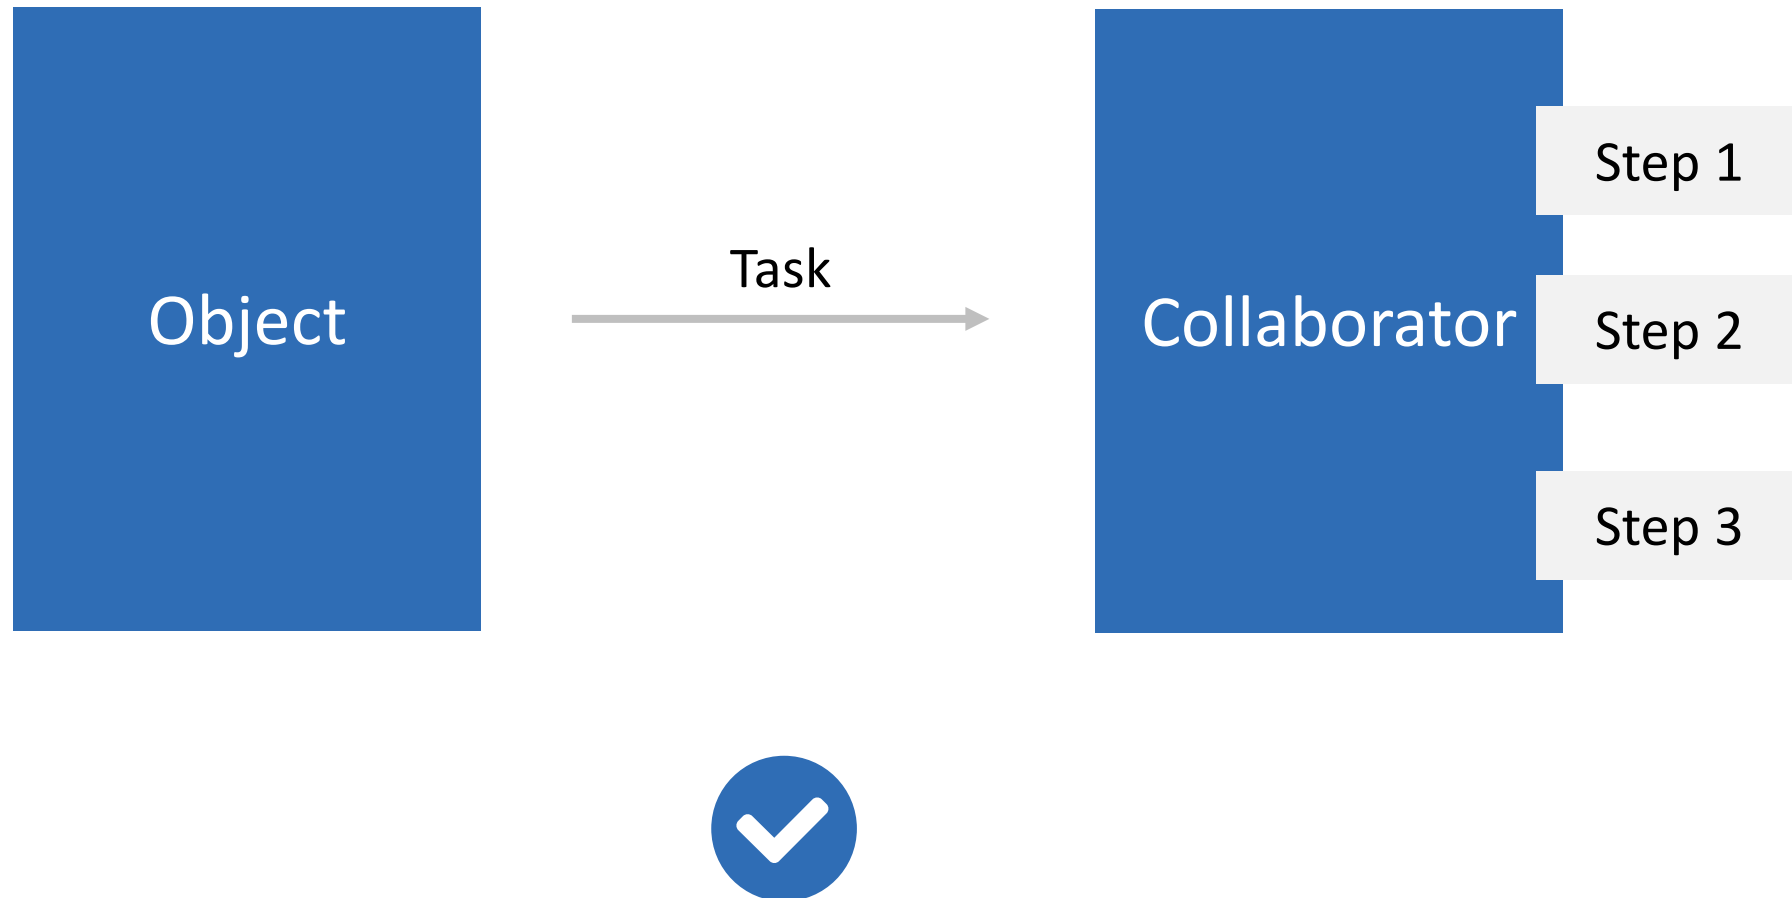 Object
Task
Collaborator
Step 1
Step 2
Step 3